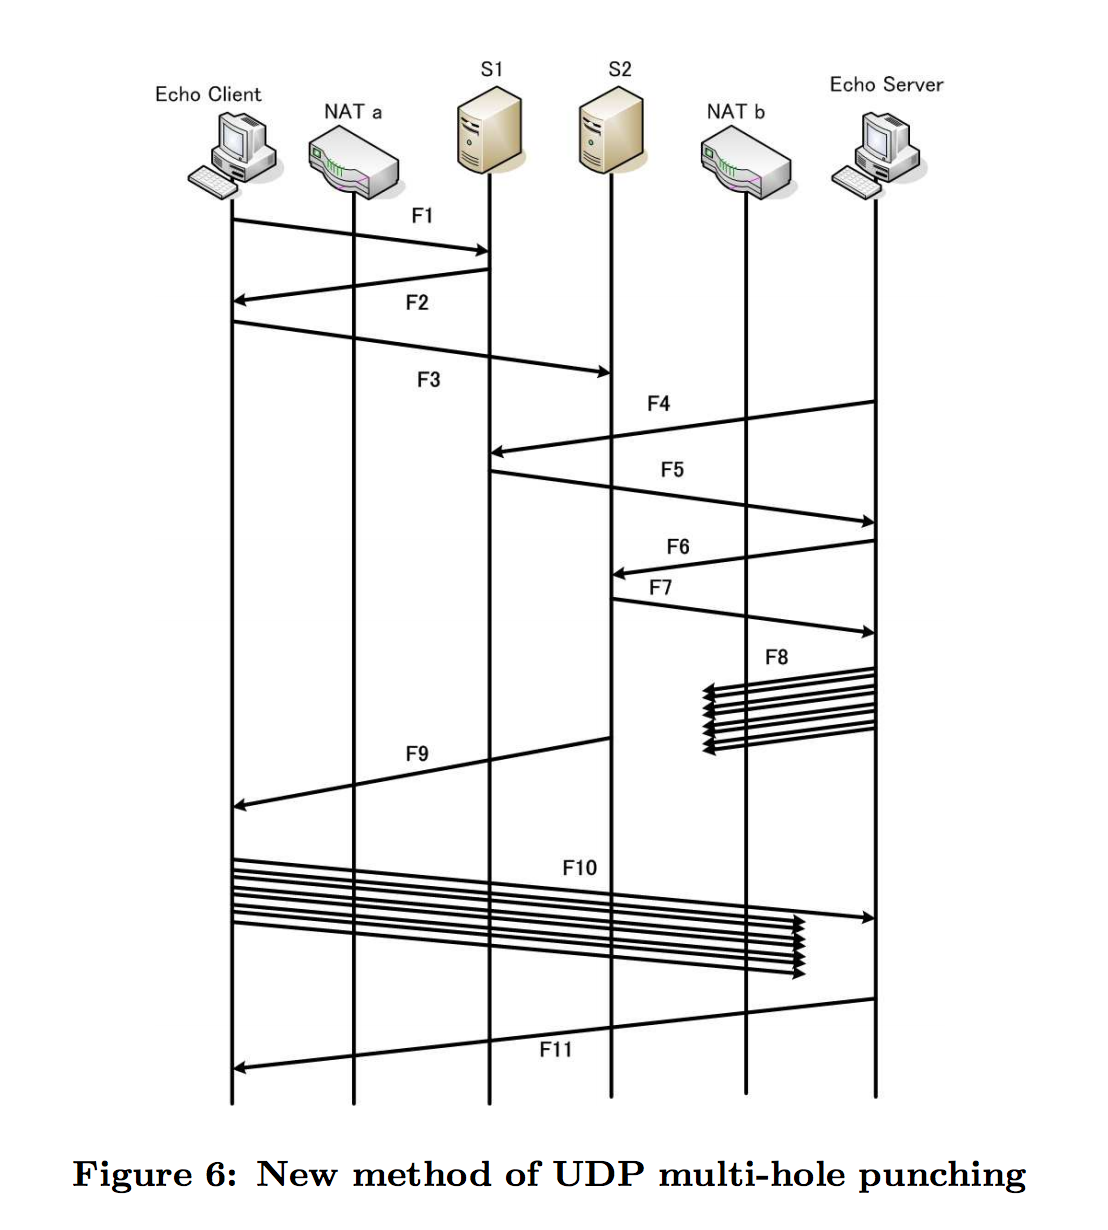 S1
S2
Echo Server
Echo Client
NAT a
NAT b
F1
F2
F3
F4
F5
F6
F7
F8
F9
F10
F11
Figure 6: New method of UDP multi-hole punching